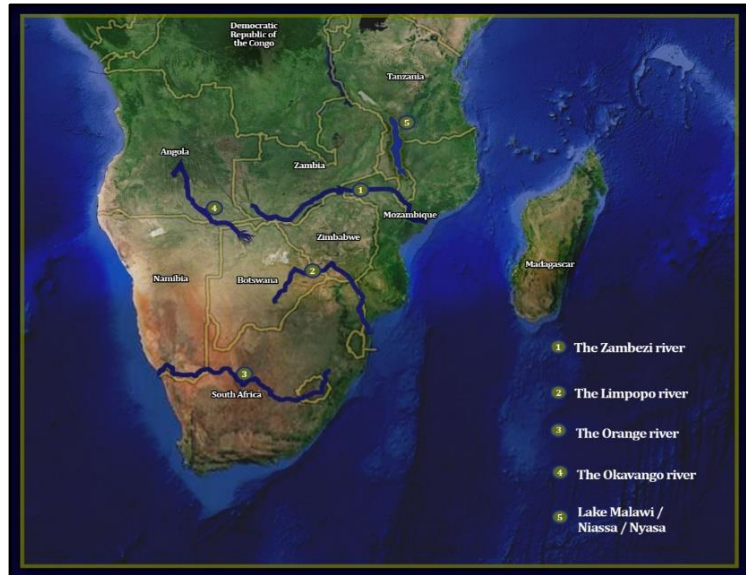 Democratic
Republic of
the Congo
Tanzania
5
Angola
Zambia
1
4
Mozambique
Zimbabwe
2
Namibia
Botswana
Madagascar
3
South Africa
1 The Zambezi river
2 The Limpopo river
3 The Orange river
4 The Okavango river
5 Lake Malawi /
Niassa / Nyasa